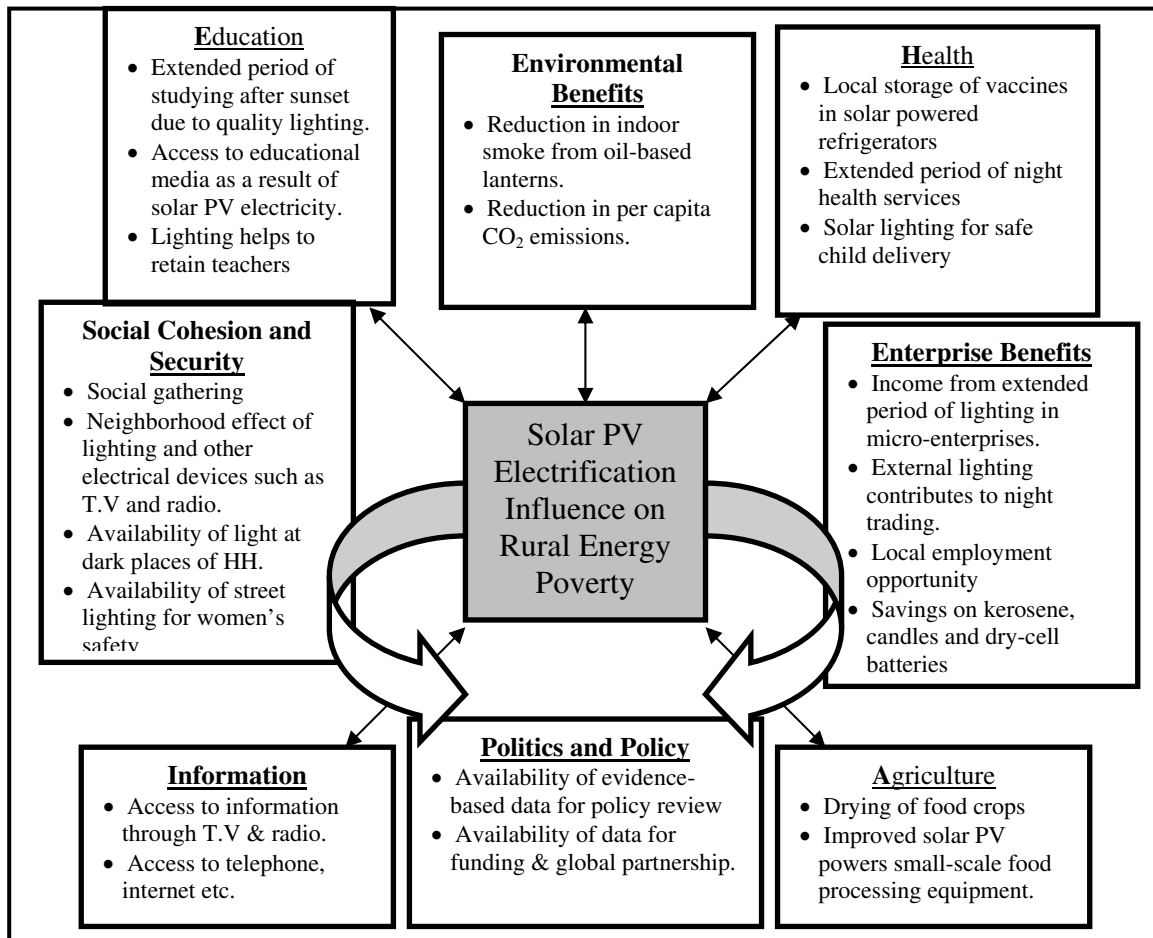 Education
• Extended period of
studying after sunset
due to quality lighting.
• Access to educational
media as a result of
solar PV electricity.
• Lighting helps to
retain teachers
Environmental
Benefits
• Reduction in indoor
smoke from oil-based
lanterns.
• Reduction in per capita
CO₂ emissions.
Health
• Local storage of vaccines
in solar powered
refrigerators
• Extended period of night
health services
• Solar lighting for safe
child delivery
Social Cohesion and
Security
• Social gathering
• Neighborhood effect of
lighting and other
electrical devices such as
T.V and radio.
• Availability of light at
dark places of HH.
• Availability of street
lighting for women's
safety
Solar PV
Electrification
Influence on
Rural Energy
Poverty
Enterprise Benefits
• Income from extended
period of lighting in
micro-enterprises.
• External lighting
contributes to night
trading.
• Local employment
opportunity
• Savings on kerosene,
candles and dry-cell
batteries
Information
• Access to information
through T.V & radio.
• Access to telephone,
internet etc.
Politics and Policy
• Availability of evidence-
based data for policy review
• Availability of data for
funding & global partnership.
Agriculture
• Drying of food crops
• Improved solar PV
powers small-scale food
processing equipment.